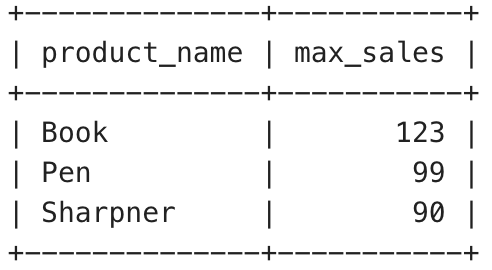 +--------------+-----------+
| product_name | max_sales |
+--------------+-----------+
| Book         |       123 |
| Pen          |        99 |
| Sharpner     |        90 |
+--------------+-----------+